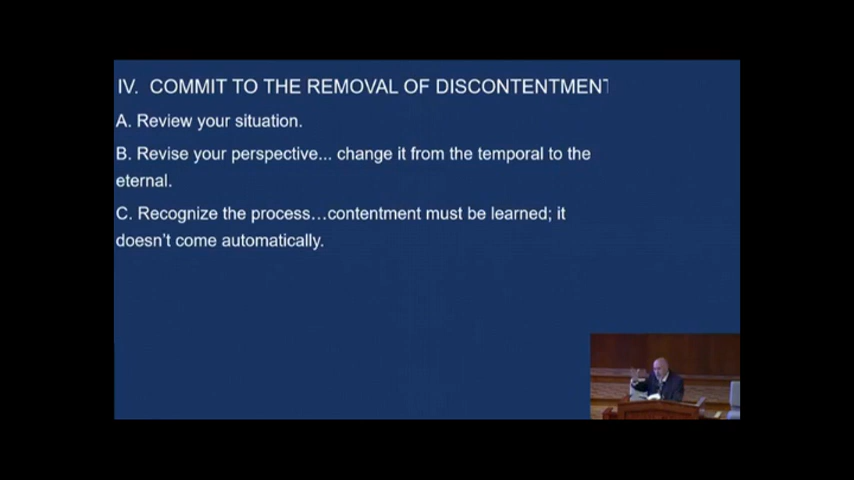 IV. COMMIT TO THE REMOVAL OF DISCONTENTMENT
A. Review your situation.
B. Revise your perspective... change it from the temporal to the
eternal.
C. Recognize the process…contentment must be learned; it
doesn't come automatically.